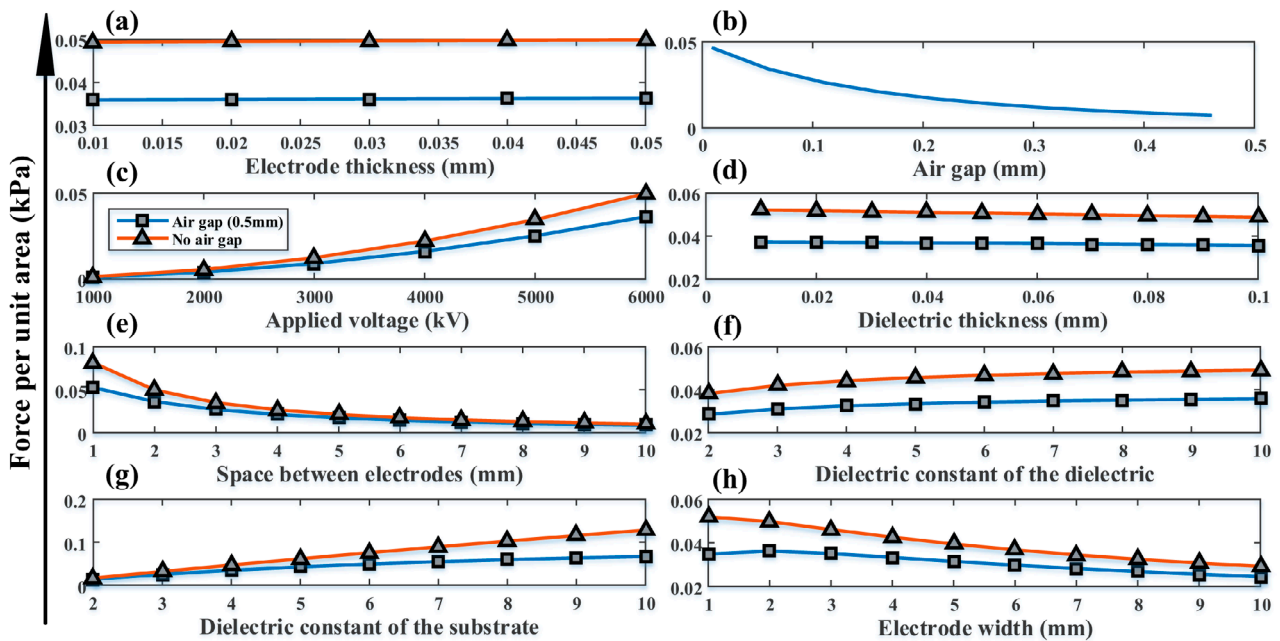 Force per unit area (kPa)
(a)
0.05
0.04
0.03
0.01 0.015 0.02 0.025 0.03 0.035 0.04 0.045 0.05
Electrode thickness (mm)
(b)
0.05
0
0 0.1 0.2 0.3 0.4 0.5
Air gap (mm)
(c)
0.05
0
Air gap (0.5mm)
No air gap
1000 2000 3000 4000 5000 6000
Applied voltage (kV)
(d)
0.06
0.04
0.02
0 0.02 0.04 0.06 0.08 0.1
Dielectric thickness (mm)
(e)
0.1
0.05
0
1 2 3 4 5 6 7 8 9 10
Space between electrodes (mm)
(f)
0.06
0.04
0.02
2 3 4 5 6 7 8 9 10
Dielectric constant of the dielectric
(g)
0.2
0.1
0
2 3 4 5 6 7 8 9 10
Dielectric constant of the substrate
(h)
0.06
0.04
0.02
1 2 3 4 5 6 7 8 9 10
Electrode width (mm)